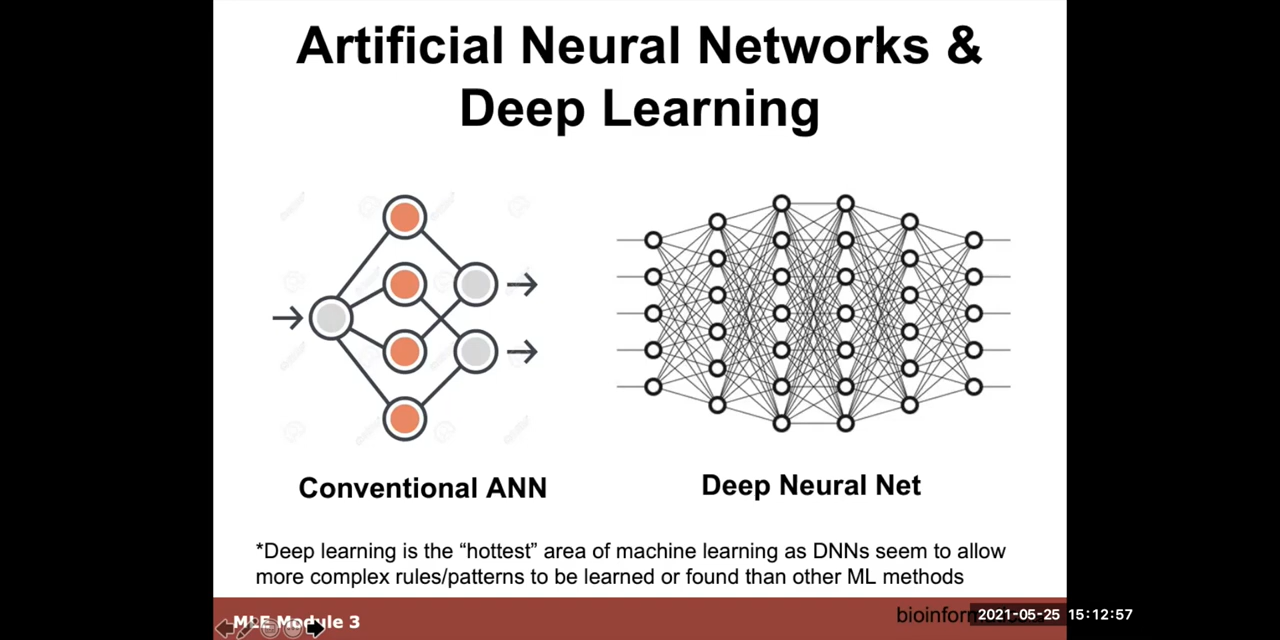 Artificial Neural Networks &
Deep Learning
Conventional ANN
Deep Neural Net
*Deep learning is the “hottest” area of machine learning as DNNs seem to allow
more complex rules/patterns to be learned or found than other ML methods
MLE Module 3
2021-05-25 15:12:57